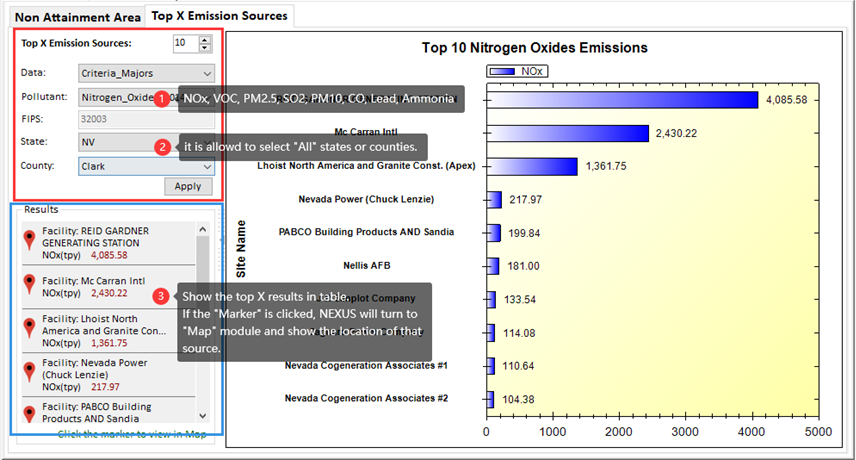 Non Attainment Area
Top X Emission Sources
Top X Emission Sources:
10
Data:
Criteria_Majors
Pollutant:
Nitrogen_Oxide
1
NOx, VOC, PM2.5, SO2, PM10, CO, read, Ammonia
FIPS:
32003
State:
NV
2
it is allowd to select "All" states or counties.
County:
Clark
Apply
Results
Facility: REID GARDNER
GENERATING STATION
NOx(tpy) 4,085.58
Facility: Mc Carran Intl
NOx(tpy) 2,430.22
Facility: Lhoist North
America and Granite Con...
NOx(tpy) 1,361.75
Facility: Nevada Power
(Chuck Lenzie)
NOx(tpy) 217.97
Facility: PABCO Building
Products AND Sandia
Click the marker to view in Map
3
Show the top X results in table.
If the "Marker" is clicked, NEXUS will turn to
"Map" module and show the location of that
source.
Top 10 Nitrogen Oxides Emissions
NOx
Site Name
4,085.58
Mc Carran Intl
2,430.22
Lhoist North America and Granite Const. (Apex)
1,361.75
Nevada Power (Chuck Lenzie)
217.97
PABCO Building Products AND Sandia
199.84
Nellis AFB
181.00
Company
133.54
114.08
Nevada Cogeneration Associates #1
110.64
Nevada Cogeneration Associates #2
104.38
0 1000 2000 3000 4000 5000